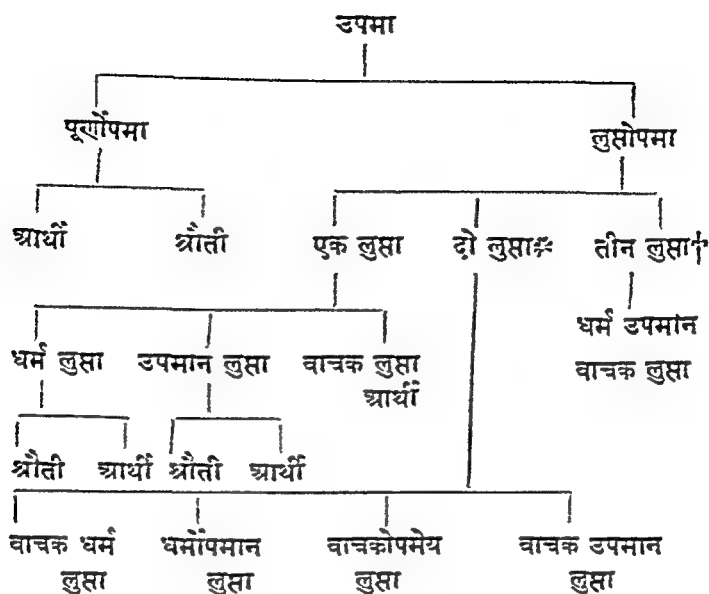 उपमा
पूर्णोपमा लुप्तोपमा
आर्थी श्रौती एक लुप्ता दो लुप्ता* तीन लुप्ता†
धर्म लुप्ता उपमान लुप्ता वाचक लुप्ता धर्म उपमान
आर्थी वाचक लुप्ता
श्रौती आर्थी श्रौती आर्थी
वाचक धर्म धर्मोपमान वाचकोपमेय वाचक उपमान
लुप्ता लुप्ता लुप्ता लुप्ता